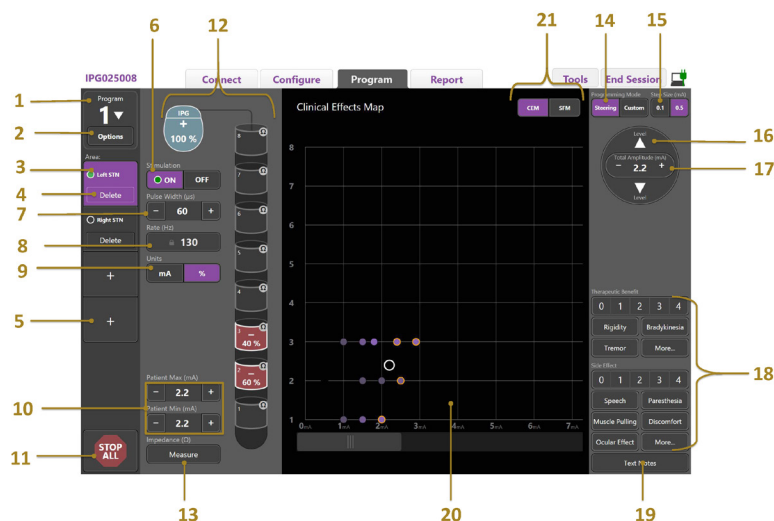 6
12
21
14
15
IPG025008
Connect
Configure
Program
Report
Tools
End Session
1
Program
1
2
Options
Area:
3
Left STN
4
Delete
Right STN
Delete
+
5
+
11
STOP
ALL
IPG
+
100 %
Stimulation
ON OFF
7
Pulse Width (µs)
− 60 +
8
Rate (Hz)
130
9
Units
mA %
10
Patient Max (mA)
− 2.2 +
Patient Min (mA)
− 2.2 +
Impedance (Ω)
Measure
13
8 Ω
7 Ω
6 Ω
5 Ω
4 Ω
3 Ω
−
40 %
2 Ω
−
60 %
1 Ω
Clinical Effects Map
CEM SFM
8
7
6
5
4
3
2
1
0mA 1mA 2mA 3mA 4mA 5mA 6mA 7mA
20
Programming Mode
Steering Custom
Step Size (mA)
0.1 0.5
16
Level
17
Total Amplitude (mA)
− 2.2 +
Level
Therapeutic Benefit
0 1 2 3 4
Rigidity Bradykinesia
Tremor More...
18
Side Effect
0 1 2 3 4
Speech Paresthesia
Muscle Pulling Discomfort
Ocular Effect More...
Text Notes
19